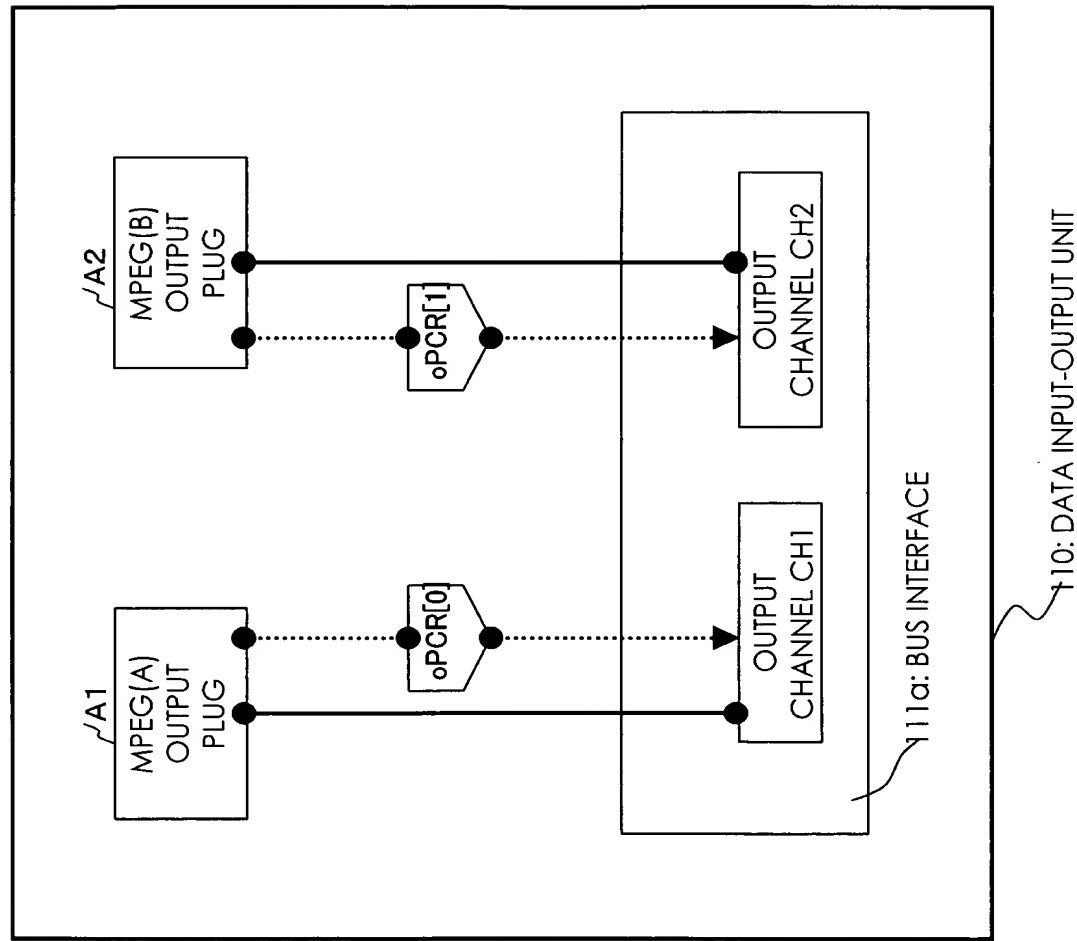 A1
MPEG(A)
OUTPUT
PLUG
A2
MPEG(B)
OUTPUT
PLUG
oPCR[0]
oPCR[1]
OUTPUT
CHANNEL CH1
OUTPUT
CHANNEL CH2
111a: BUS INTERFACE
110: DATA INPUT-OUTPUT UNIT